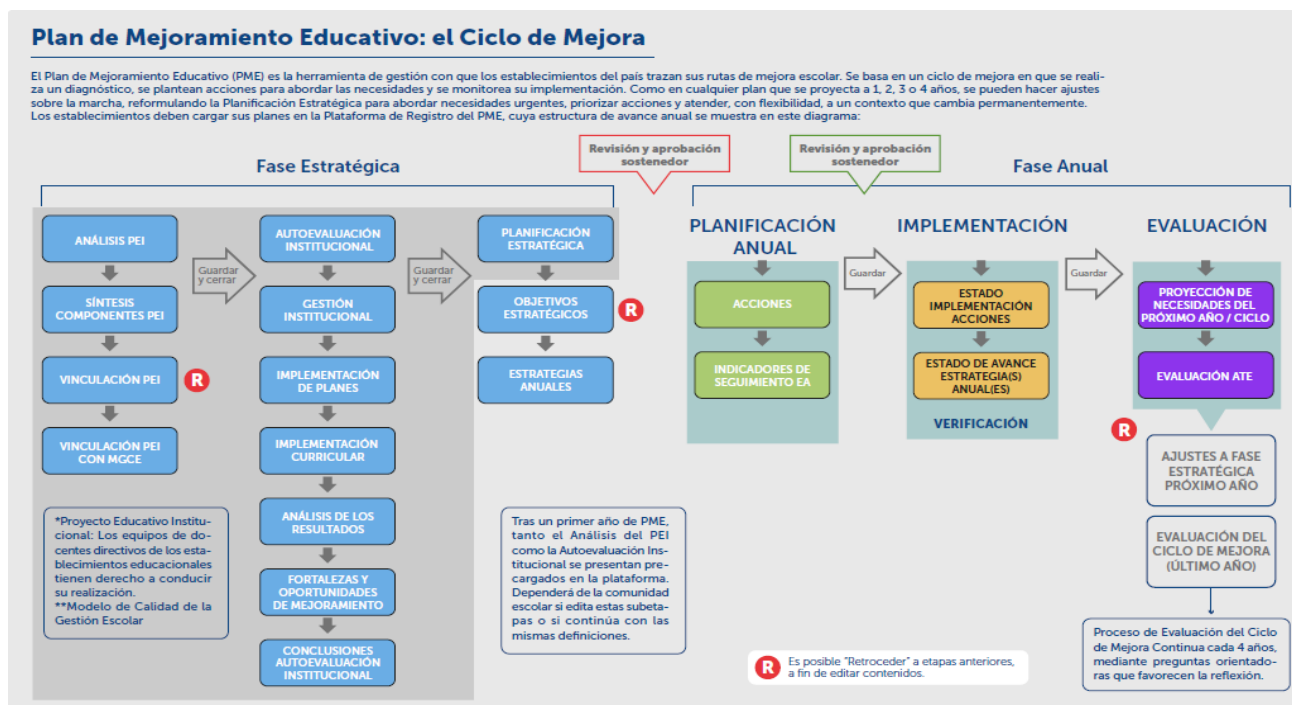 Plan de Mejoramiento Educativo: el Ciclo de Mejora
El Plan de Mejoramiento Educativo (PME) es la herramienta de gestión con que los establecimientos del país trazan sus rutas de mejora escolar. Se basa en un ciclo de mejora en que se reali-
za un diagnóstico, se plantean acciones para abordar las necesidades y se monitorea su implementación. Como en cualquier plan que se proyecta a 1, 2, 3 o 4 años, se pueden hacer ajustes
sobre la marcha, reformulando la Planificación Estratégica para abordar necesidades urgentes, priorizar acciones y atender, con flexibilidad, a un contexto que cambia permanentemente.
Los establecimientos deben cargar sus planes en la Plataforma de Registro del PME, cuya estructura de avance anual se muestra en este diagrama:
Fase Estratégica
Revisión y aprobación
sostenedor
Revisión y aprobación
sostenedor
Fase Anual
ANÁLISIS PEI
SÍNTESIS
COMPONENTES PEI
VINCULACIÓN PEI
R
VINCULACIÓN PEI
CON MGCE
*Proyecto Educativo Institu-
cional: Los equipos de do-
centes directivos de los esta-
blecimientos educacionales
tienen derecho a conducir
su realización.
**Modelo de Calidad de la
Gestión Escolar
Guardar
y cerrar
AUTOEVALUACIÓN
INSTITUCIONAL
GESTIÓN
INSTITUCIONAL
IMPLEMENTACIÓN
DE PLANES
IMPLEMENTACIÓN
CURRICULAR
ANÁLISIS DE LOS
RESULTADOS
FORTALEZAS Y
OPORTUNIDADES
DE MEJORAMIENTO
CONCLUSIONES
AUTOEVALUACIÓN
INSTITUCIONAL
Guardar
y cerrar
PLANIFICACIÓN
ESTRATÉGICA
OBJETIVOS
ESTRATÉGICOS
R
ESTRATEGIAS
ANUALES
Tras un primer año de PME,
tanto el Análisis del PEI
como la Autoevaluación Ins-
titucional se presentan pre-
cargados en la plataforma.
Dependerá de la comunidad
escolar si edita estas subeta-
pas o si continúa con las
mismas definiciones.
PLANIFICACIÓN
ANUAL
ACCIONES
INDICADORES DE
SEGUIMIENTO EA
Guardar
IMPLEMENTACIÓN
ESTADO
IMPLEMENTACIÓN
ACCIONES
ESTADO DE AVANCE
ESTRATEGIA(S)
ANUAL(ES)
VERIFICACIÓN
Guardar
EVALUACIÓN
PROYECCIÓN DE
NECESIDADES DEL
PRÓXIMO AÑO / CICLO
EVALUACIÓN ATE
R
AJUSTES A FASE
ESTRATÉGICA
PRÓXIMO AÑO
EVALUACIÓN DEL
CICLO DE MEJORA
(ÚLTIMO AÑO)
Proceso de Evaluación del Ciclo
de Mejora Continua cada 4 años,
mediante preguntas orientado-
ras que favorecen la reflexión.
R
Es posible "Retroceder" a etapas anteriores,
a fin de editar contenidos.